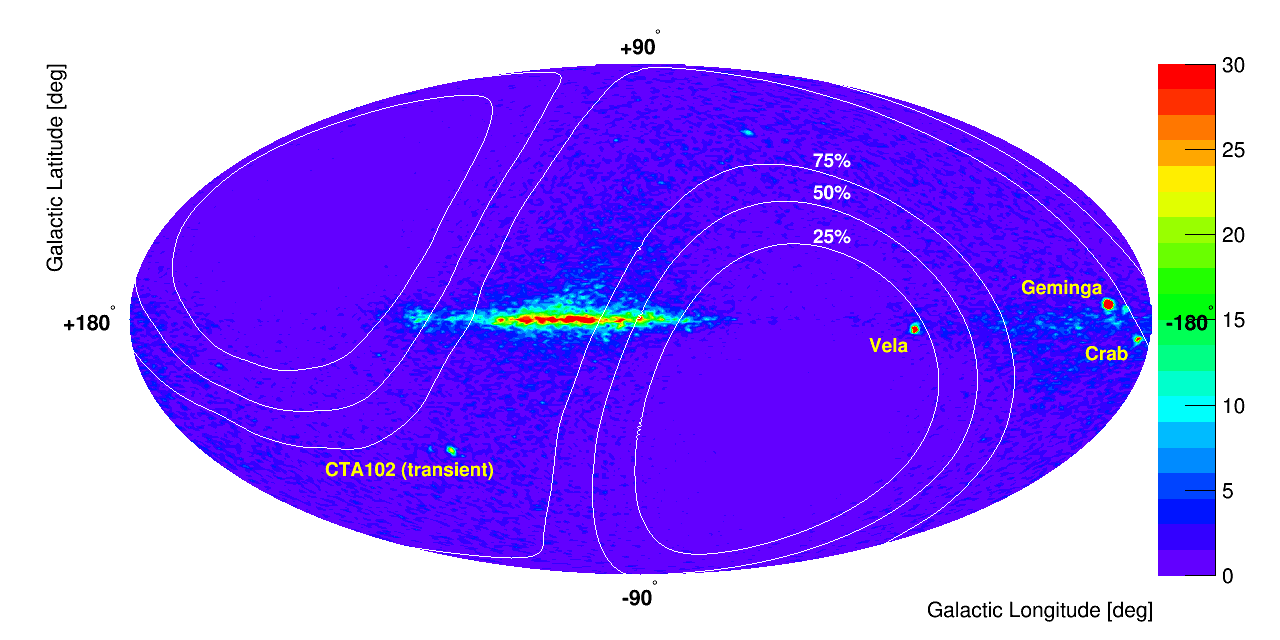 +90°
Galactic Latitude [deg]
30
75%
25
50%
25%
20
Geminga
+180°
-180°
15
Vela
Crab
10
CTA102 (transient)
5
0
-90°
Galactic Longitude [deg]